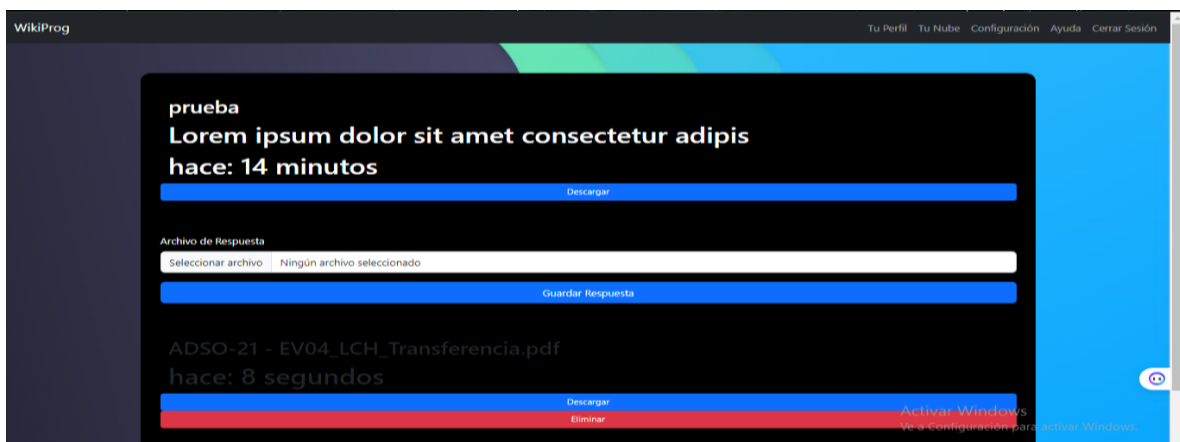 WikiProg
Tu Perfil Tu Nube Configuración Ayuda Cerrar Sesión
prueba
Lorem ipsum dolor sit amet consectetur adipis
hace: 14 minutos
Descargar
Archivo de Respuesta
Seleccionar archivo Ningún archivo seleccionado
Guardar Respuesta
ADSO-21 - EV04_LCH_Transferencia.pdf
hace: 8 segundos
Descargar
Eliminar
Activar Windows
Ve a Configuración para activar Windows.